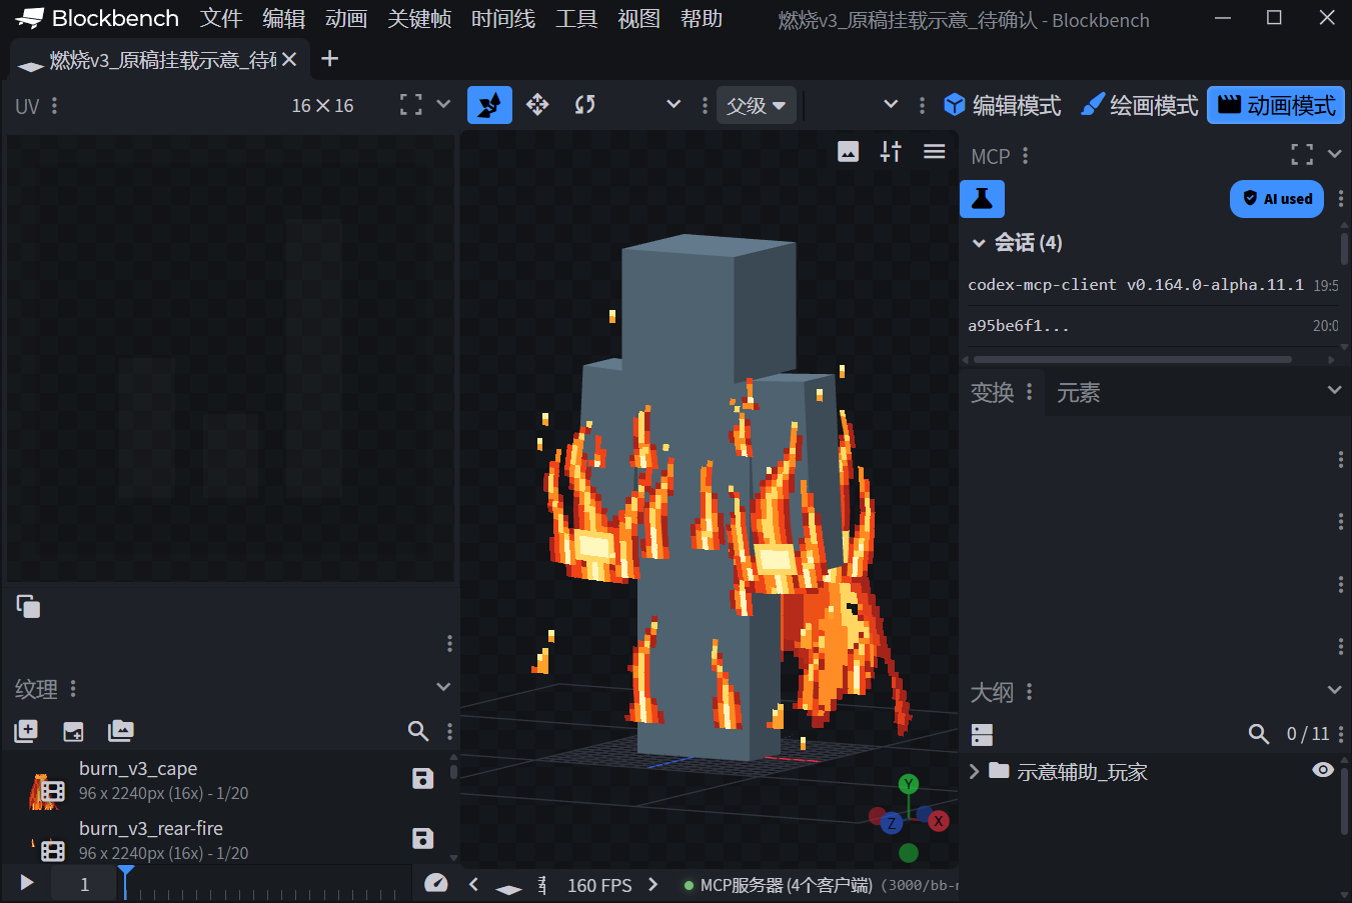 Blockbench 文件 编辑 动画 关键帧 时间线 工具 视图 帮助 燃烧v3_原稿挂载示意_待确认 - Blockbench
燃烧v3_原稿挂载示意_待
UV 16×16 父级 编辑模式 绘画模式 动画模式
MCP
AI used
会话 (4)
codex-mcp-client v0.164.0-alpha.11.1 19:5
a95be6f1... 20:0
变换 元素
纹理
大纲
0 / 11
burn_v3_cape
96 x 2240px (16x) - 1/20
示意辅助_玩家
burn_v3_rear-fire
96 x 2240px (16x) - 1/20
Y
Z
X
1
160 FPS
MCP服务器 (4个客户端) (3000/bb-